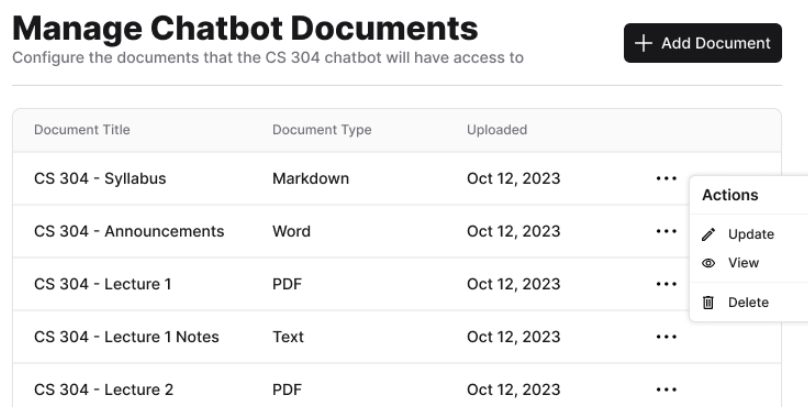 Manage Chatbot Documents
Configure the documents that the CS 304 chatbot will have access to
Add Document
Document Title Document Type Uploaded
CS 304 - Syllabus Markdown Oct 12, 2023
CS 304 - Announcements Word Oct 12, 2023
CS 304 - Lecture 1 PDF Oct 12, 2023
CS 304 - Lecture 1 Notes Text Oct 12, 2023
CS 304 - Lecture 2 PDF Oct 12, 2023
Actions
Update
View
Delete